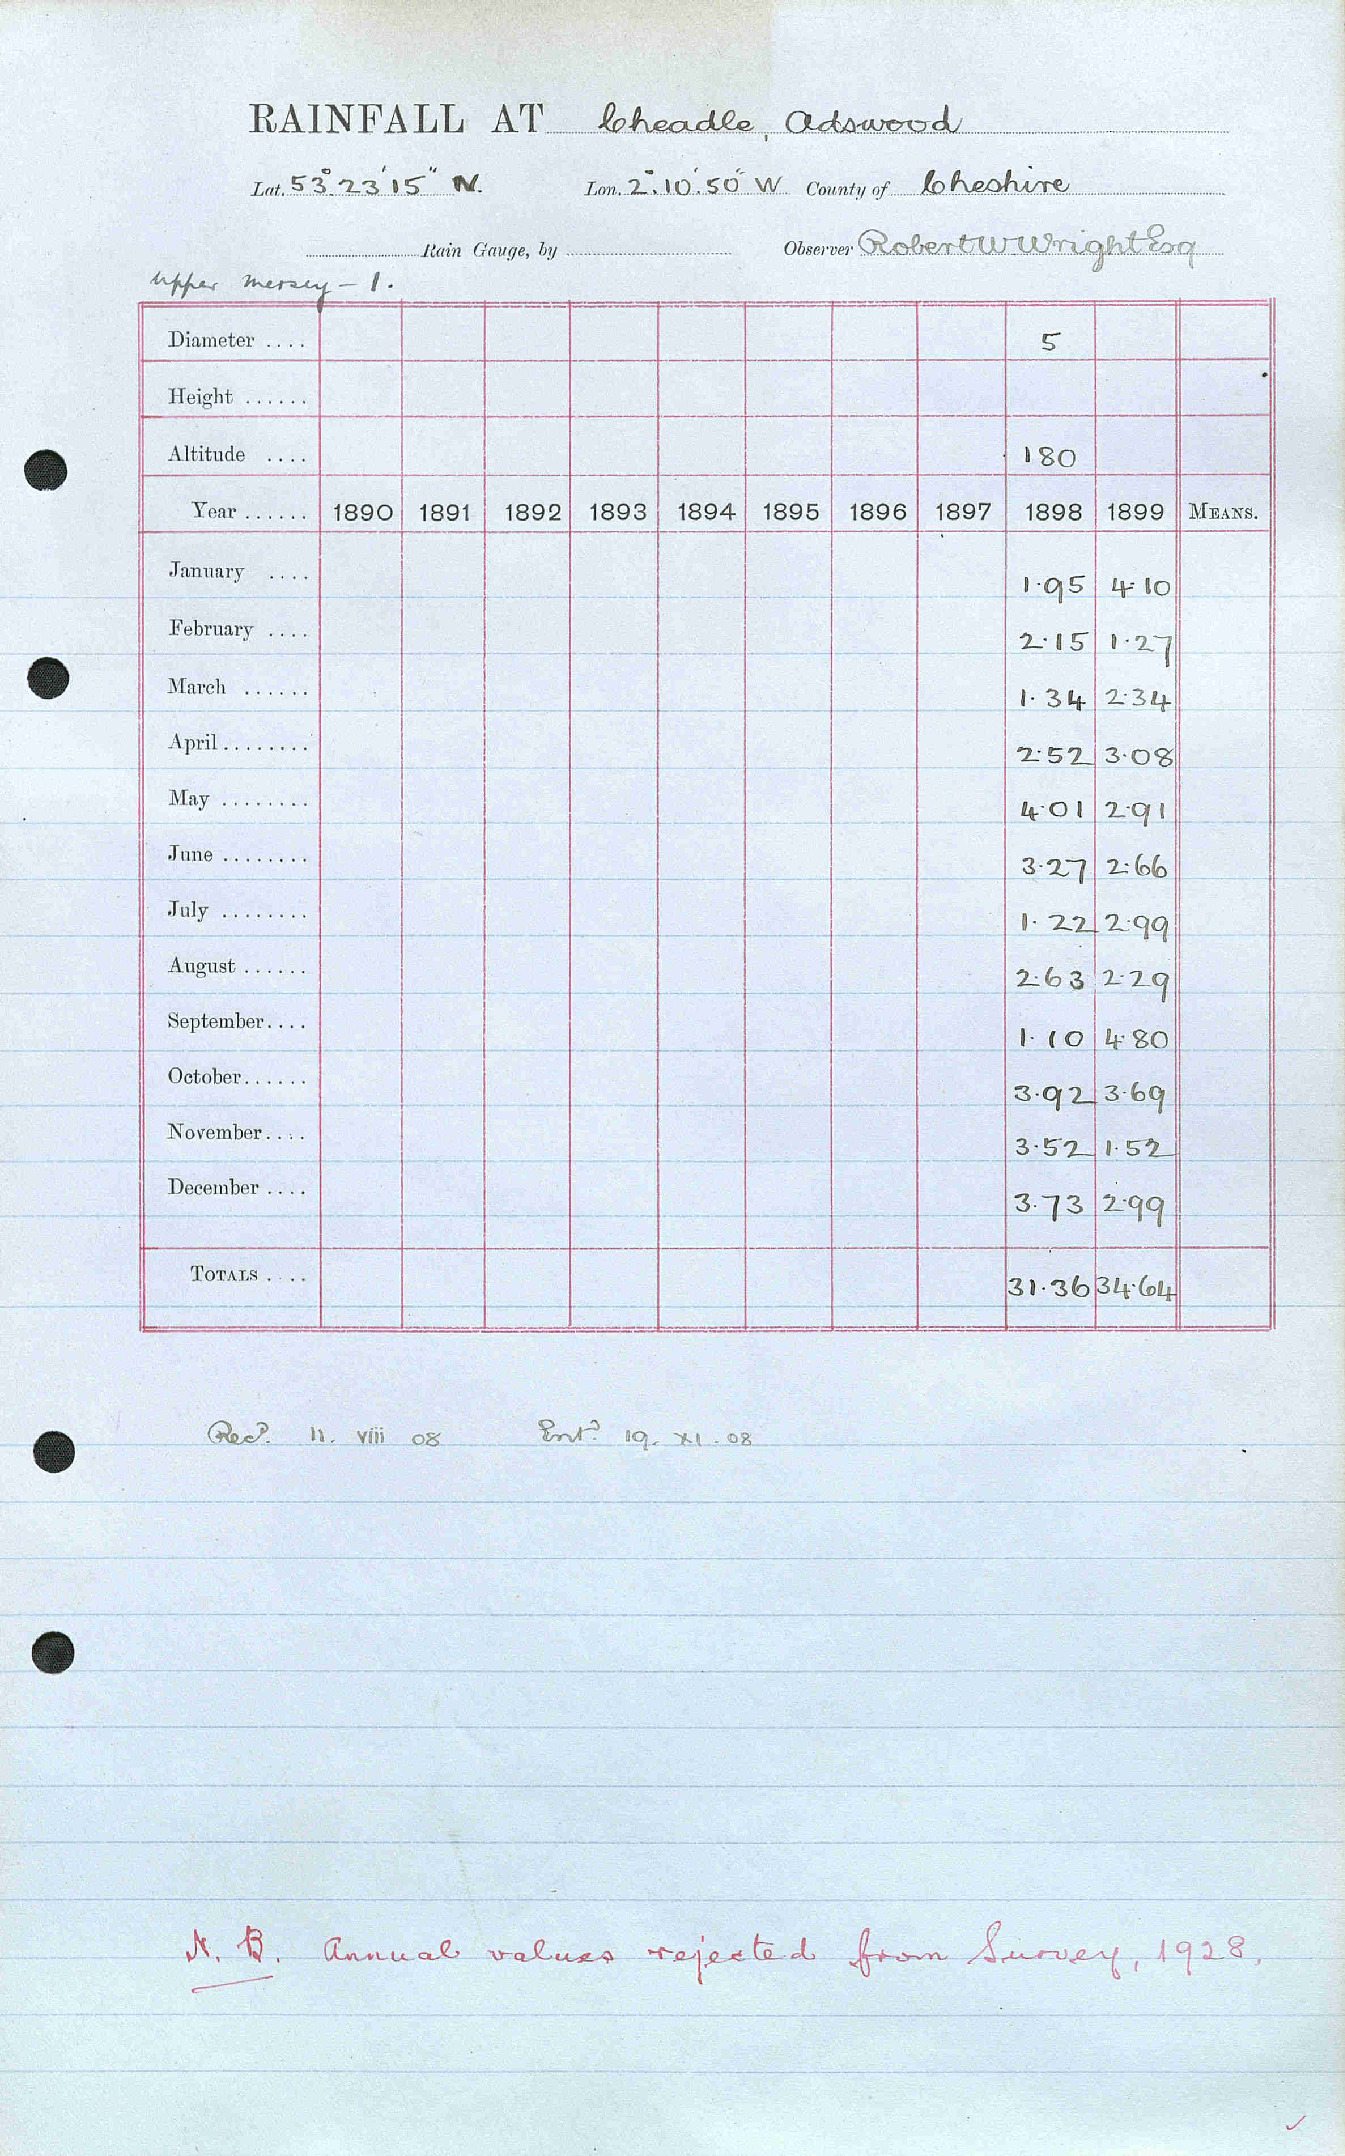 RAINFALL AT Cheadle, Adswood
Lat. 53° 23' 15" N. Lon. 2°. 10'. 50" W County of Cheshire
Rain Gauge, by Observer Robert W Wright Esq
Upper Mersey – 1.
Diameter .... 5
Height ......
Altitude .... 180
Year ...... 1890 1891 1892 1893 1894 1895 1896 1897 1898 1899 MEANS.
January .... 1.95 4.10
February .... 2.15 1.27
March ...... 1.34 2.34
April........ 2.52 3.08
May ........ 4.01 2.91
June ........ 3.27 2.66
July ........ 1.22 2.99
August ...... 2.63 2.29
September.... 1.10 4.80
October...... 3.92 3.69
November.... 3.52 1.52
December .... 3.73 2.99
TOTALS .... 31.36 34.64
Recd. 11. viii 08 Entd. 19. XI. 08
N. B. Annual values rejected from Survey, 1928.